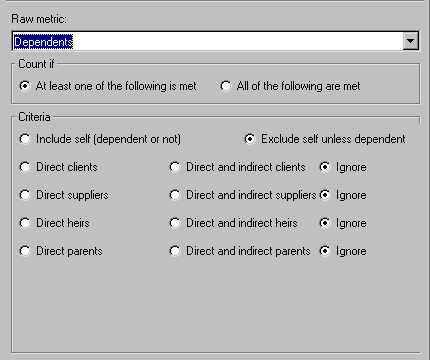 Raw metric:
Dependents
Count if
At least one of the following is met All of the following are met
Criteria
Include self (dependent or not) Exclude self unless dependent
Direct clients Direct and indirect clients Ignore
Direct suppliers Direct and indirect suppliers Ignore
Direct heirs Direct and indirect heirs Ignore
Direct parents Direct and indirect parents Ignore